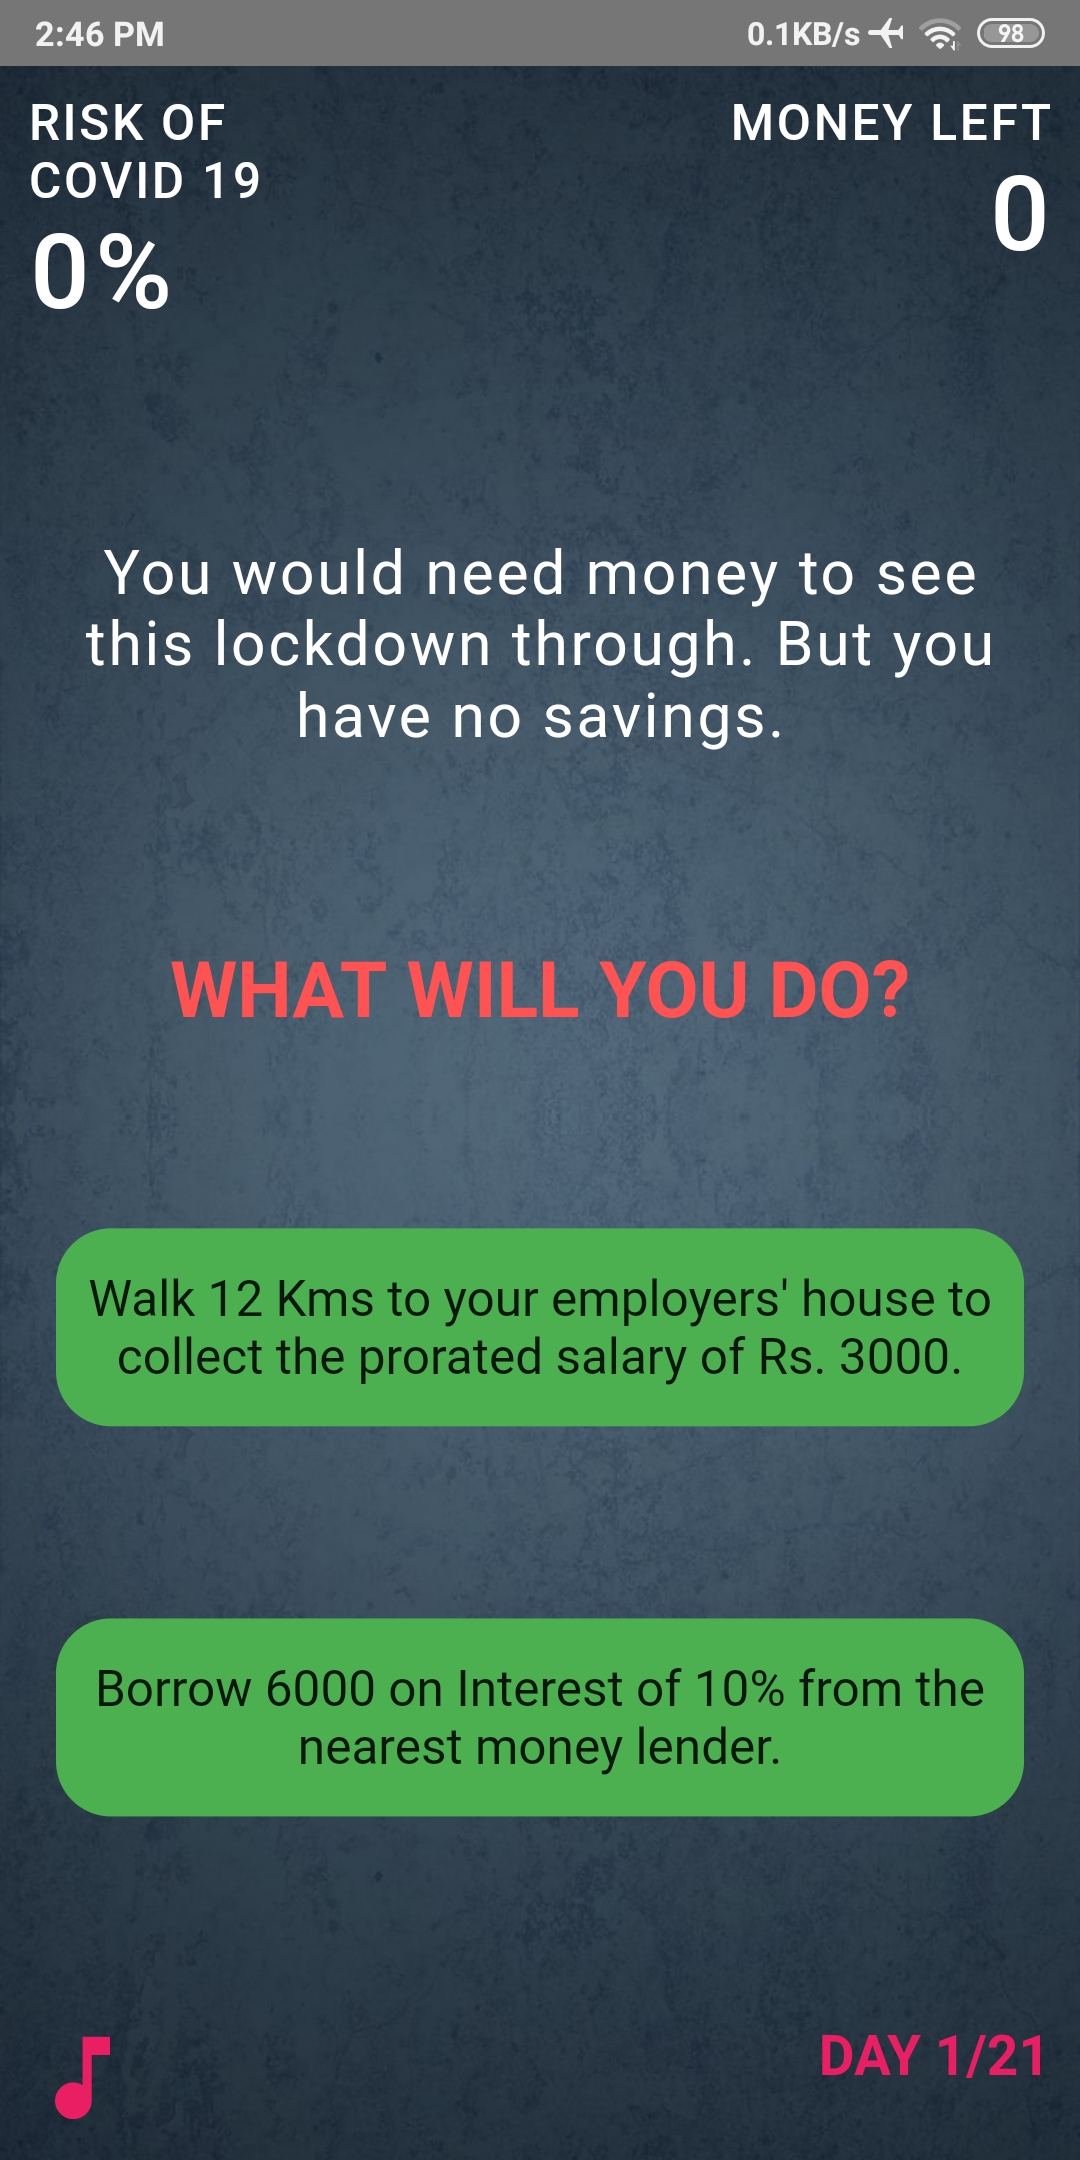 2:46 PM
0.1KB/s
98
RISK OF
COVID 19
0%
MONEY LEFT
0
You would need money to see
this lockdown through. But you
have no savings.
WHAT WILL YOU DO?
Walk 12 Kms to your employers' house to
collect the prorated salary of Rs. 3000.
Borrow 6000 on Interest of 10% from the
nearest money lender.
DAY 1/21